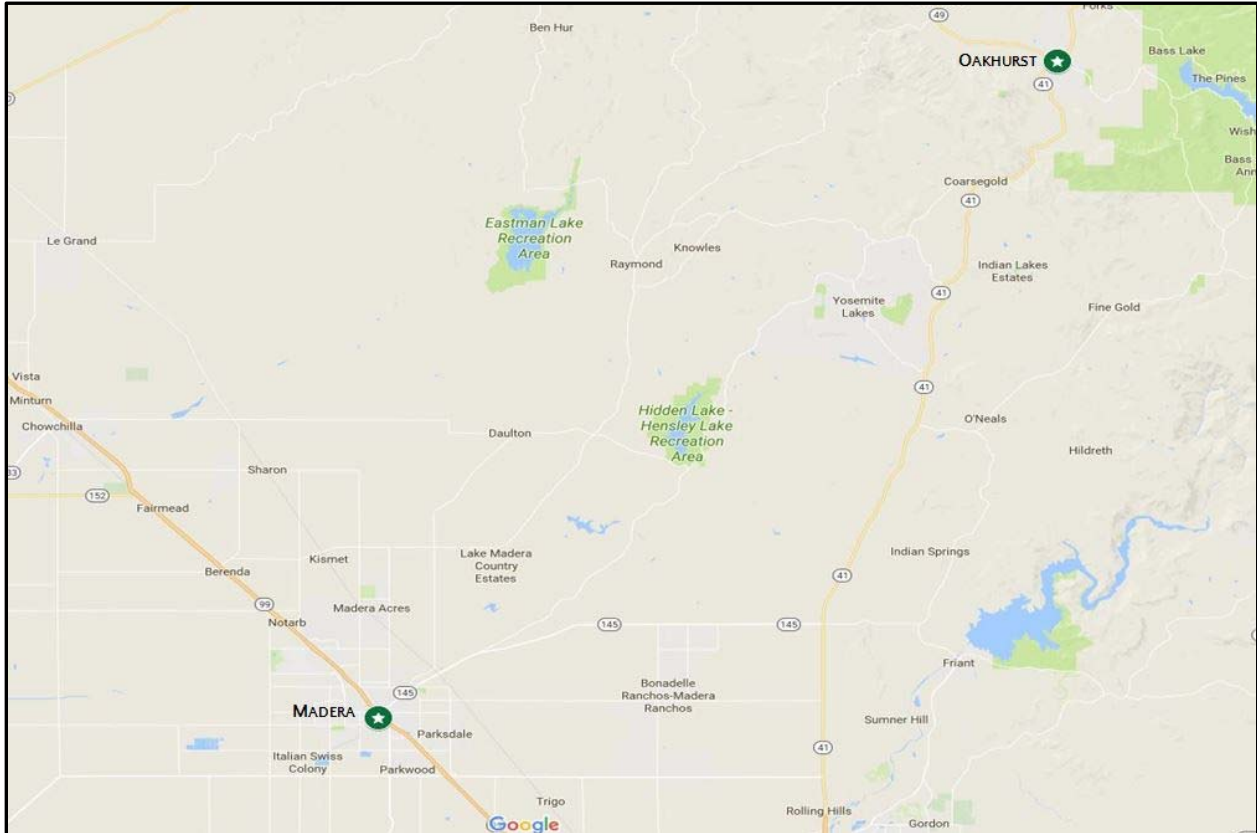 Ben Hur
49
Forks
OAKHURST
41
Bass Lake
The Pines
Wish
Bass
Ann
Coarsegold
41
Eastman Lake
Recreation
Area
Le Grand
Knowles
Raymond
Indian Lakes
Estates
41
Yosemite
Lakes
Fine Gold
Vista
Minturn
Chowchilla
41
Hidden Lake -
Hensley Lake
Recreation
Area
Daulton
O'Neals
Hildreth
33
Sharon
152
Fairmead
Lake Madera
Country
Estates
Kismet
Berenda
Indian Springs
41
99
Madera Acres
Notarb
145
145
Friant
145
Bonadelle
Ranchos-Madera
Ranchos
MADERA
Parksdale
Sumner Hill
41
Italian Swiss
Colony
Parkwood
Trigo
Rolling Hills
Google
Gordon